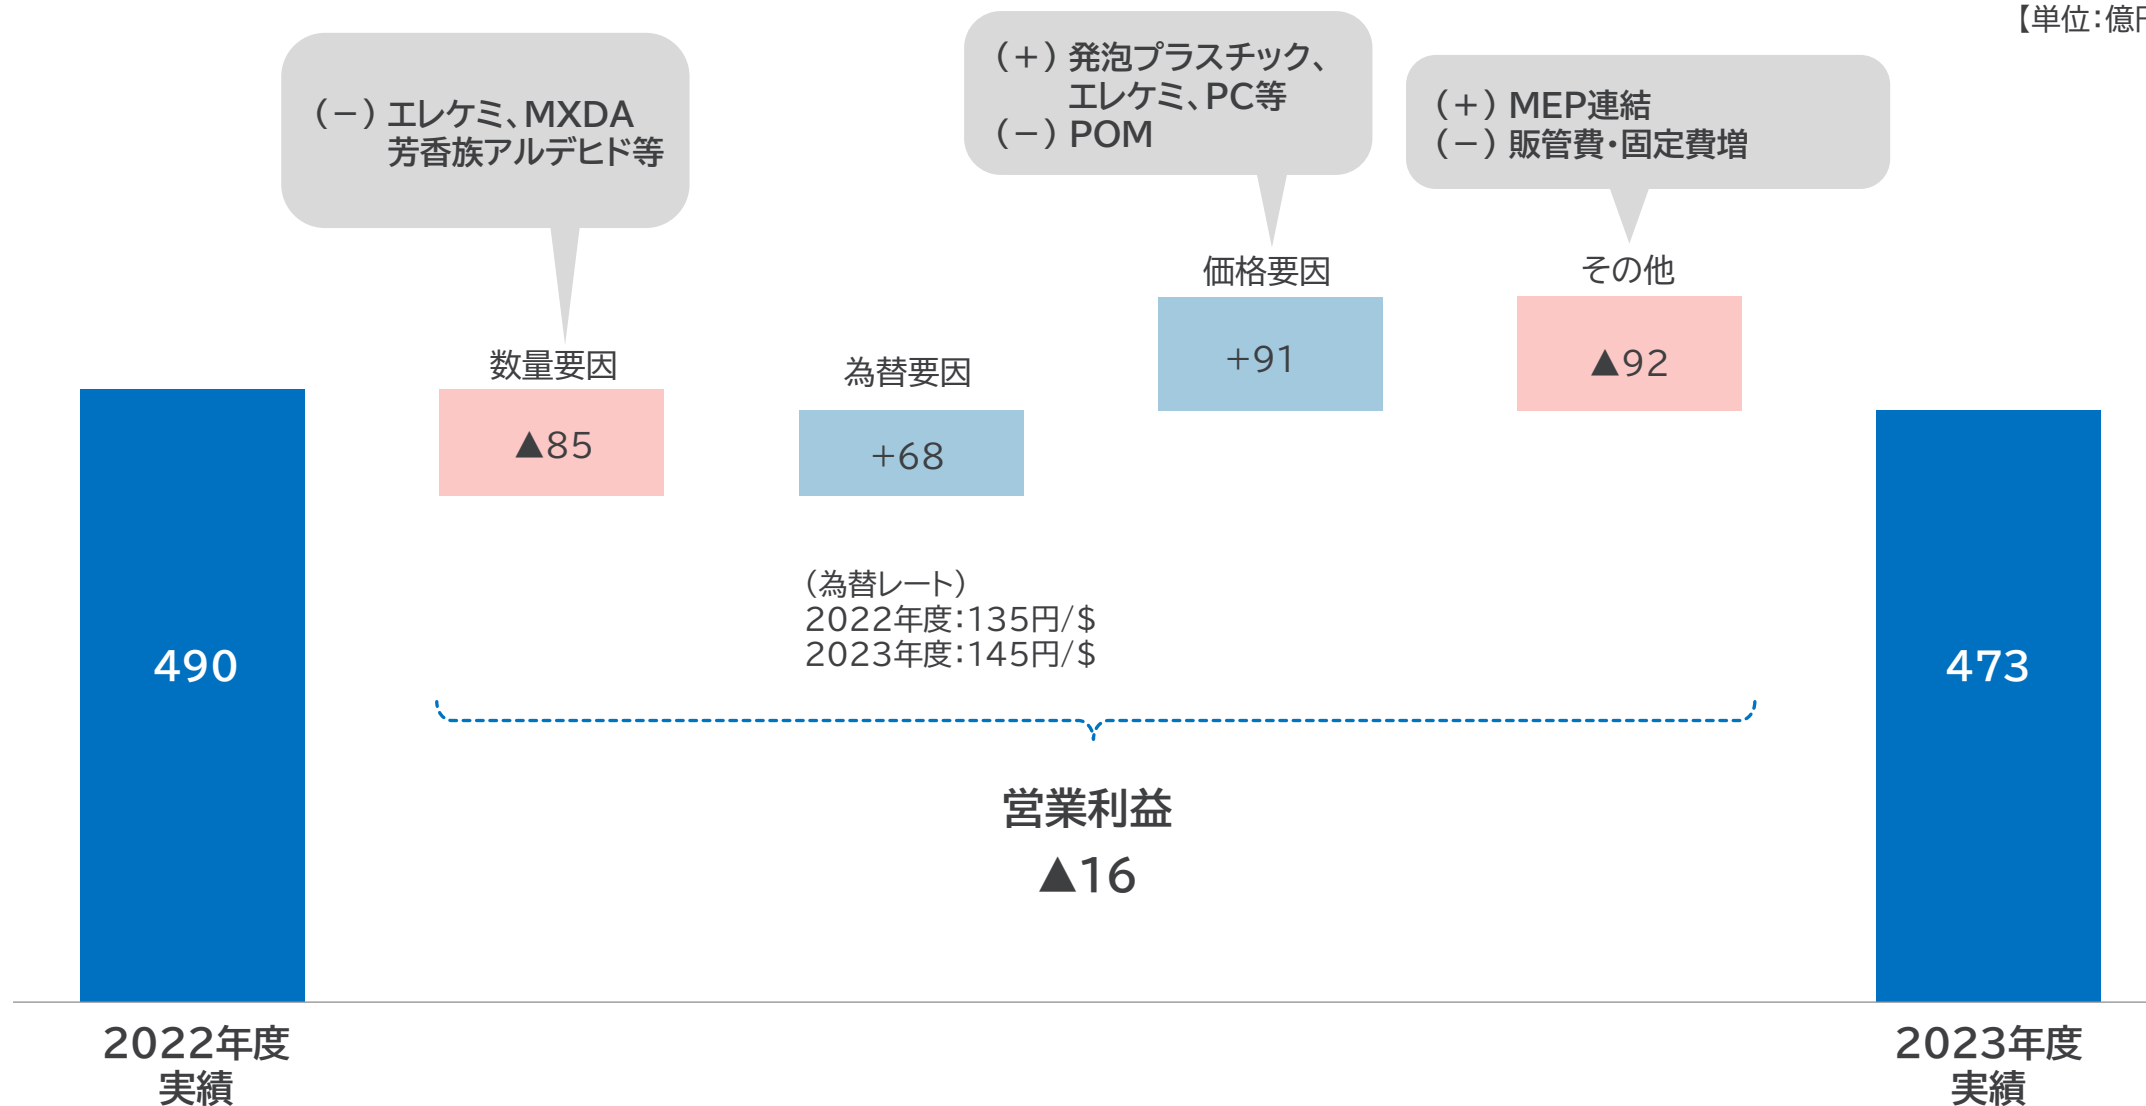 【単位：億円
（－）エレケミ、MXDA
芳香族アルデヒド等
（＋）発泡プラスチック、
エレケミ、PC等
（－）POM
（＋）MEP連結
（－）販管費・固定費増
数量要因
▲85
為替要因
+68
価格要因
+91
その他
▲92
（為替レート）
2022年度：135円/$
2023年度：145円/$
490
473
営業利益
▲16
2022年度
実績
2023年度
実績